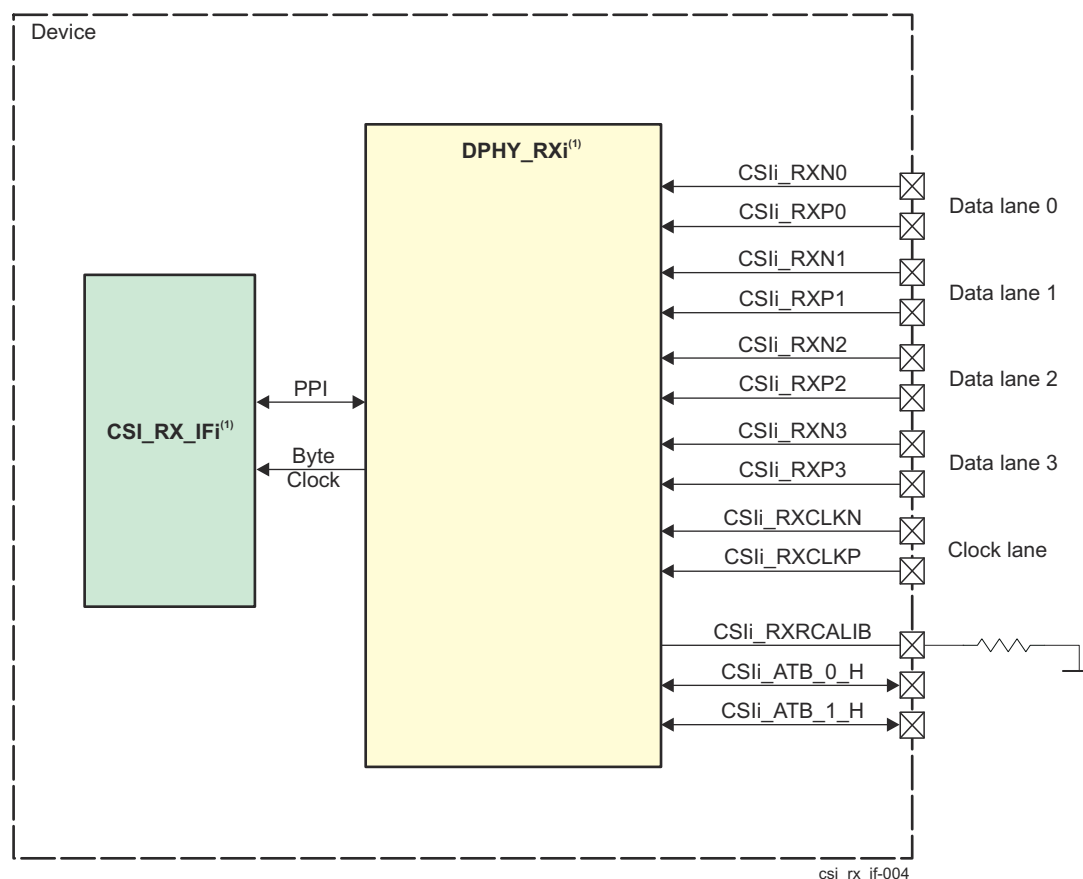 Device
DPHY_RXi(1)
CSI_RX_IFi(1)
PPI
Byte
Clock
CSIi_RXN0
CSIi_RXP0
Data lane 0
CSIi_RXN1
CSIi_RXP1
Data lane 1
CSIi_RXN2
CSIi_RXP2
Data lane 2
CSIi_RXN3
CSIi_RXP3
Data lane 3
CSIi_RXCLKN
CSIi_RXCLKP
Clock lane
CSIi_RXRCALIB
CSIi_ATB_0_H
CSIi_ATB_1_H
csi_rx_if-004